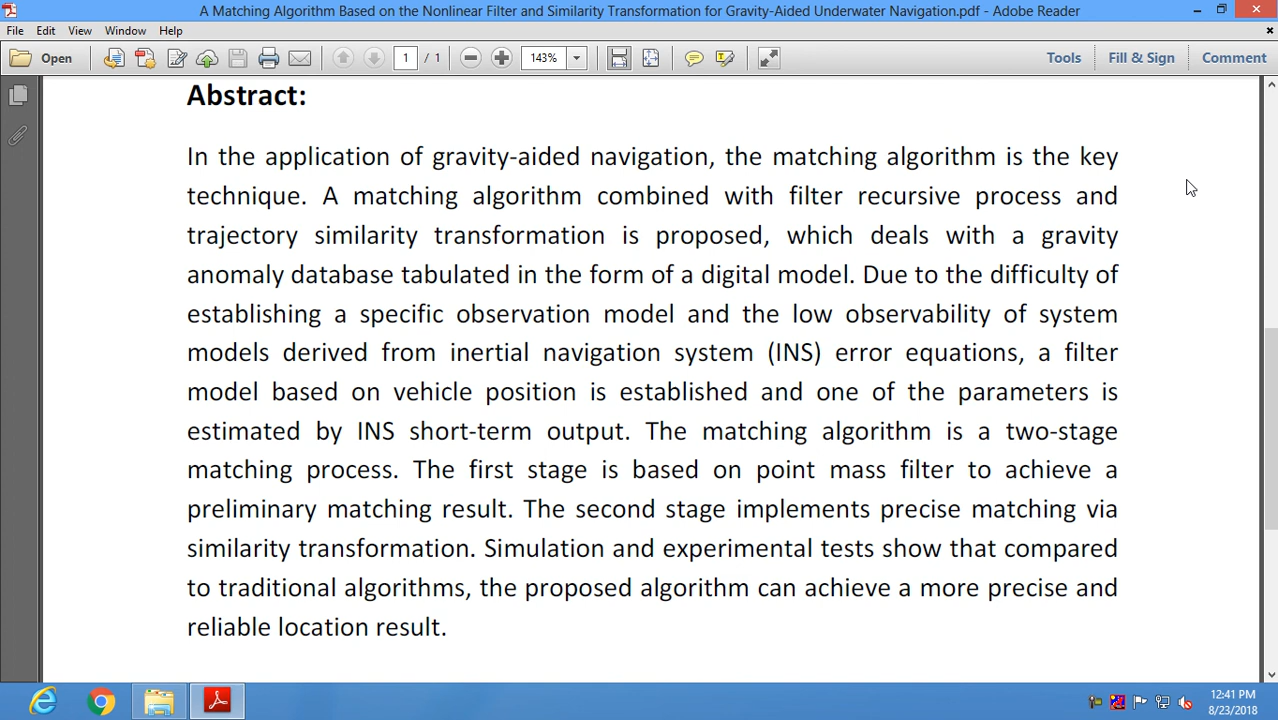 A Matching Algorithm Based on the Nonlinear Filter and Similarity Transformation for Gravity-Aided Underwater Navigation.pdf - Adobe Reader
File Edit View Window Help
Open 1 / 1 143% Tools Fill & Sign Comment
Abstract:
In the application of gravity-aided navigation, the matching algorithm is the key
technique. A matching algorithm combined with filter recursive process and
trajectory similarity transformation is proposed, which deals with a gravity
anomaly database tabulated in the form of a digital model. Due to the difficulty of
establishing a specific observation model and the low observability of system
models derived from inertial navigation system (INS) error equations, a filter
model based on vehicle position is established and one of the parameters is
estimated by INS short-term output. The matching algorithm is a two-stage
matching process. The first stage is based on point mass filter to achieve a
preliminary matching result. The second stage implements precise matching via
similarity transformation. Simulation and experimental tests show that compared
to traditional algorithms, the proposed algorithm can achieve a more precise and
reliable location result.
12:41 PM
8/23/2018